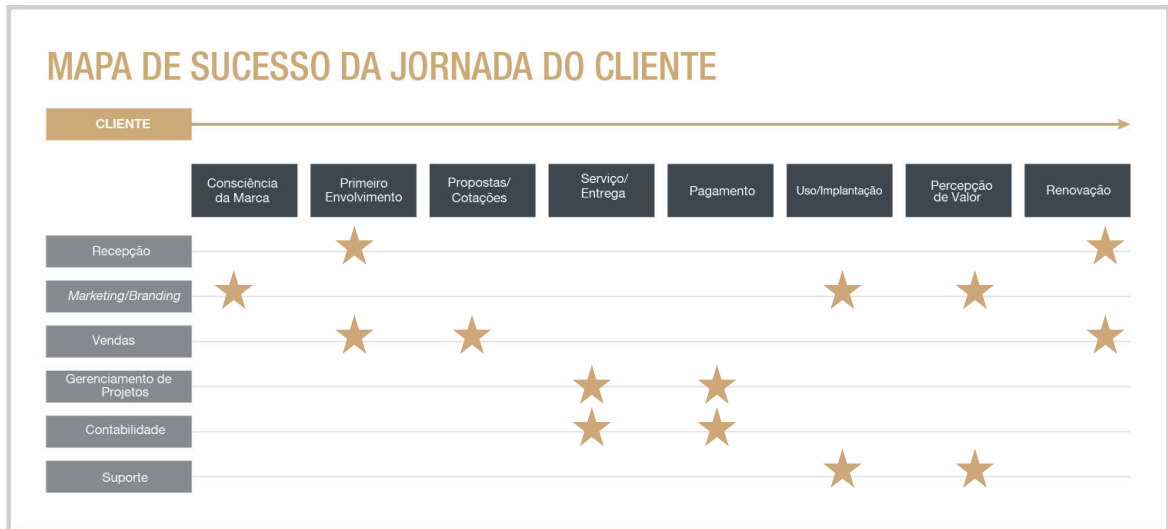 MAPA DE SUCESSO DA JORNADA DO CLIENTE
CLIENTE
Consciência
da Marca
Primeiro
Envolvimento
Propostas/
Cotações
Serviço/
Entrega
Pagamento
Uso/Implantação
Percepção
de Valor
Renovação
Recepção
Marketing/Branding
Vendas
Gerenciamento de
Projetos
Contabilidade
Suporte